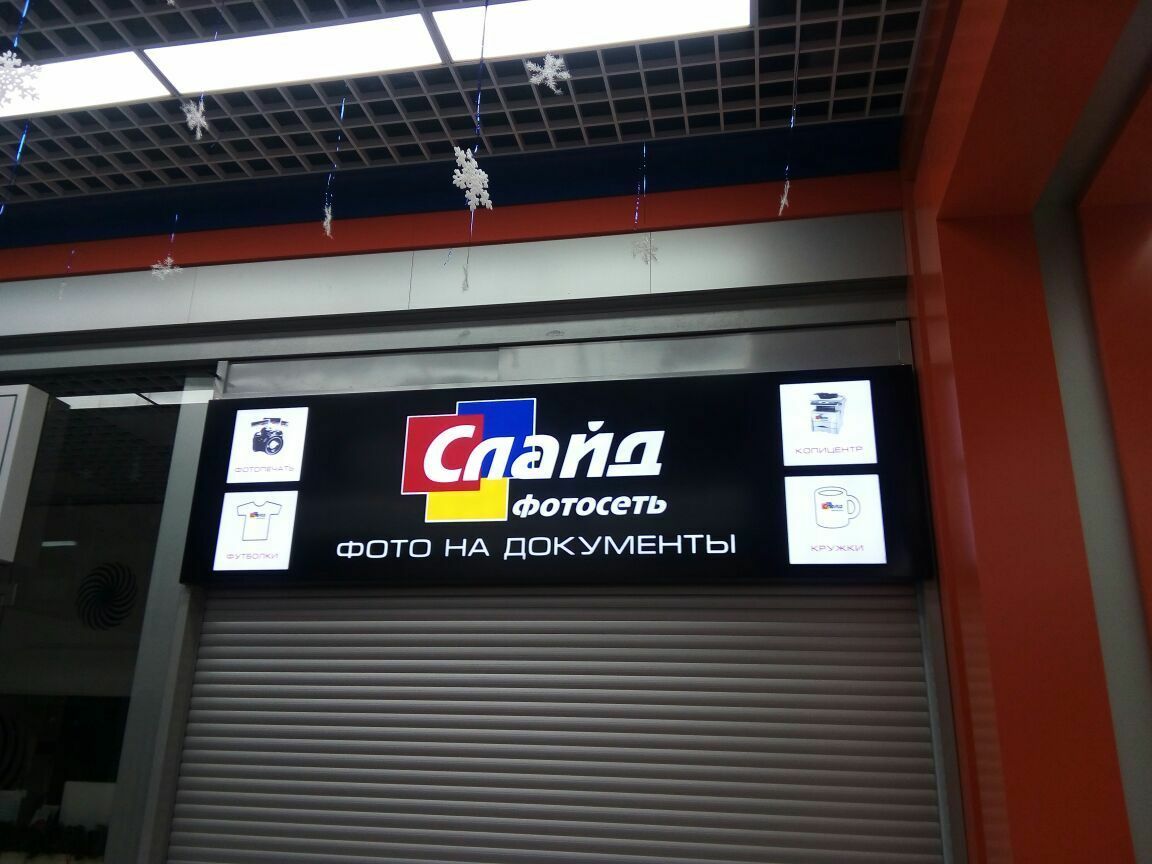 ФОТОПЕЧАТЬ
ФУТБОЛКИ
Слайд
фотосеть
ФОТО НА ДОКУМЕНТЫ
КОПИЦЕНТР
КРУЖКИ